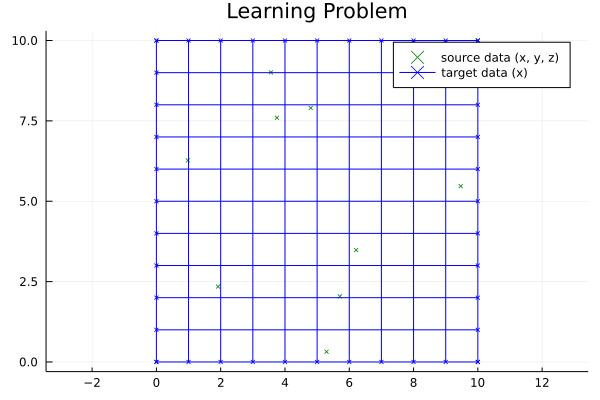 Learning Problem
source data (x, y, z)
target data (x)
10.0
7.5
5.0
2.5
0.0
−2 0 2 4 6 8 10 12